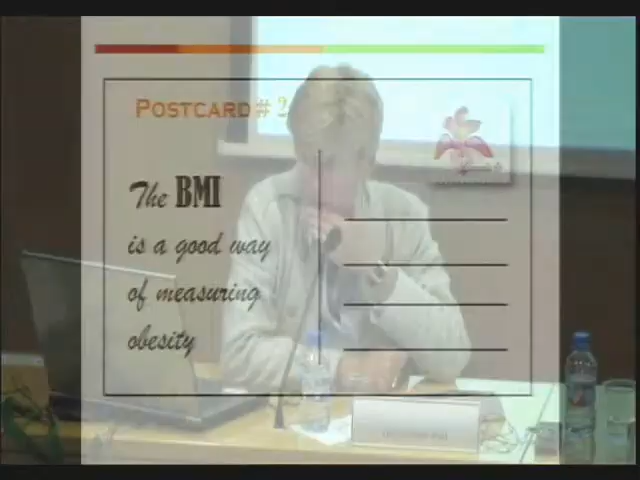 POSTCARD # 2
The BMI
is a good way
of measuring
obesity